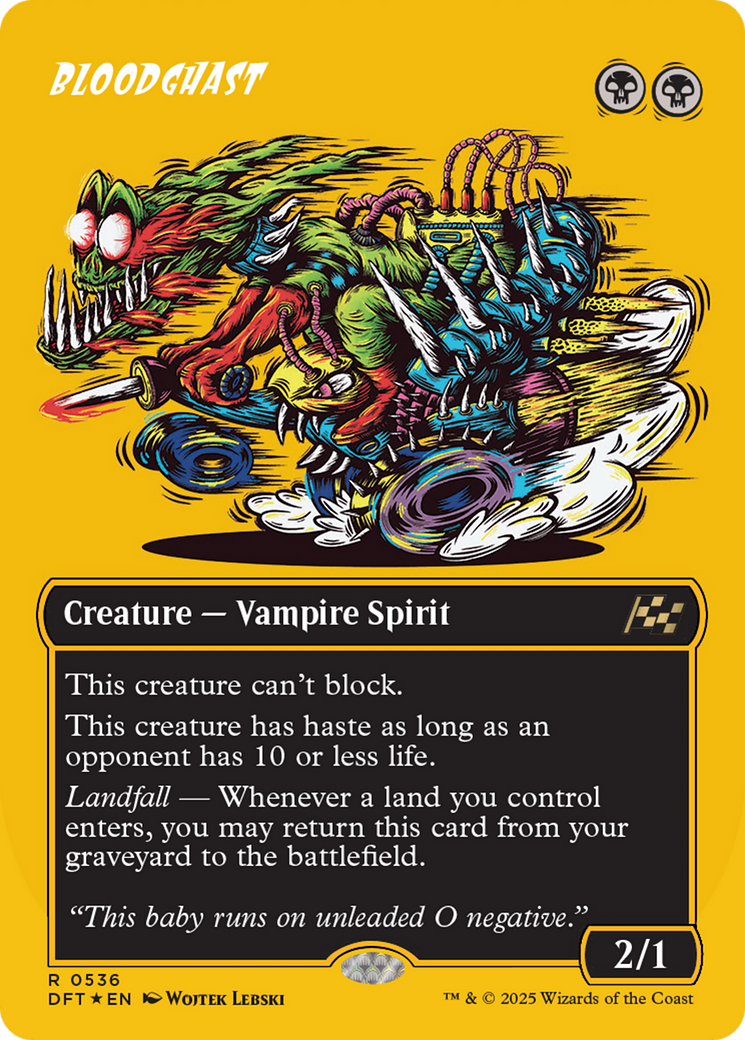 BLOODGHAST
Creature — Vampire Spirit
This creature can't block.
This creature has haste as long as an
opponent has 10 or less life.
Landfall — Whenever a land you control
enters, you may return this card from your
graveyard to the battlefield.
“This baby runs on unleaded O negative.”
2/1
R 0536
DFT★EN Wojtek Lebski
™ & © 2025 Wizards of the Coast